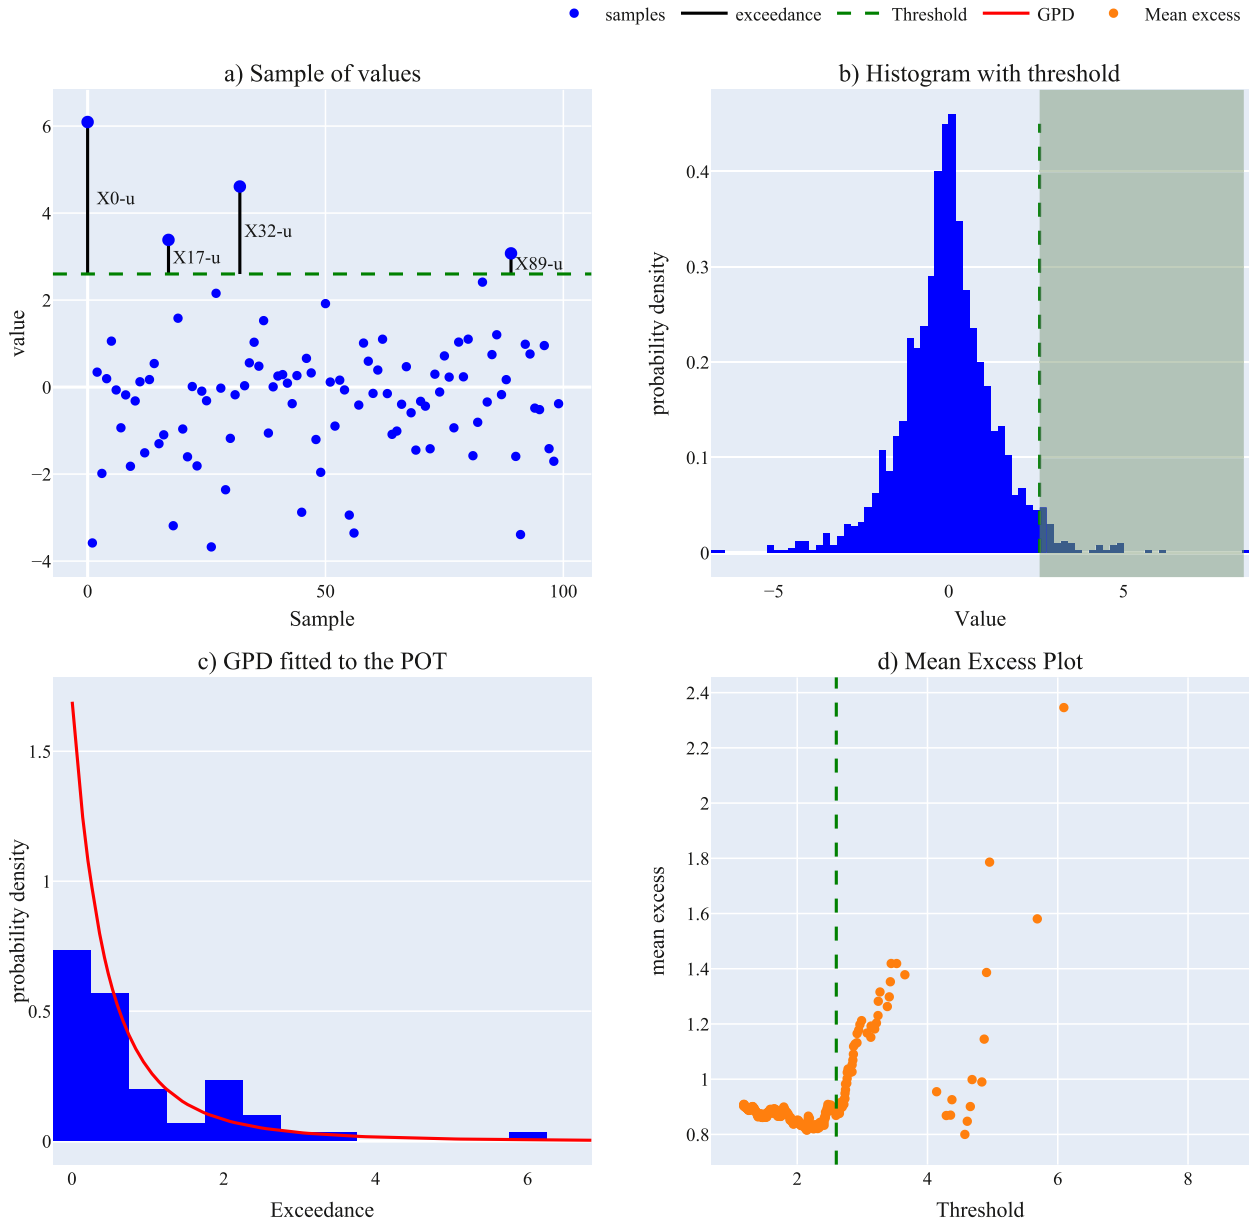 samples exceedance Threshold GPD Mean excess
a) Sample of values
6
4
2
0
−2
−4
value
X0-u
X17-u
X32-u
X89-u
0 50 100
Sample
b) Histogram with threshold
0.4
0.3
0.2
0.1
0
probability density
−5 0 5
Value
c) GPD fitted to the POT
1.5
1
0.5
0
probability density
0 2 4 6
Exceedance
d) Mean Excess Plot
2.4
2.2
2
1.8
1.6
1.4
1.2
1
0.8
mean excess
2 4 6 8
Threshold